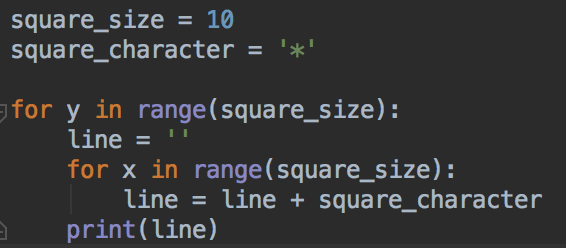 square_size = 10
square_character = '*'

for y in range(square_size):
    line = ''
    for x in range(square_size):
        line = line + square_character
    print(line)